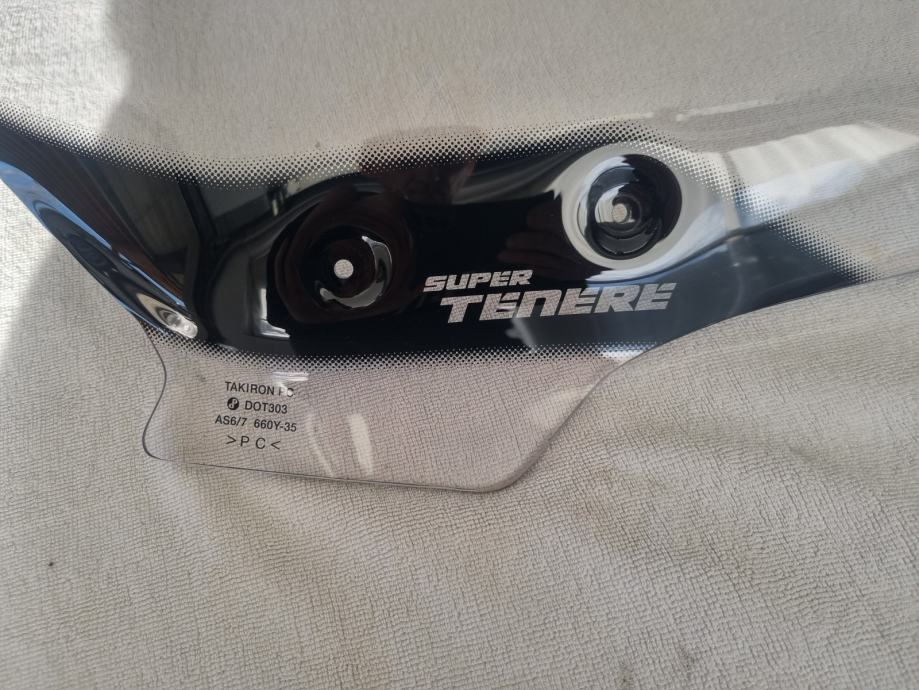 SUPER
TENERE
TAKIRON PC
DOT303
AS6/7 660Y-35
>PC<